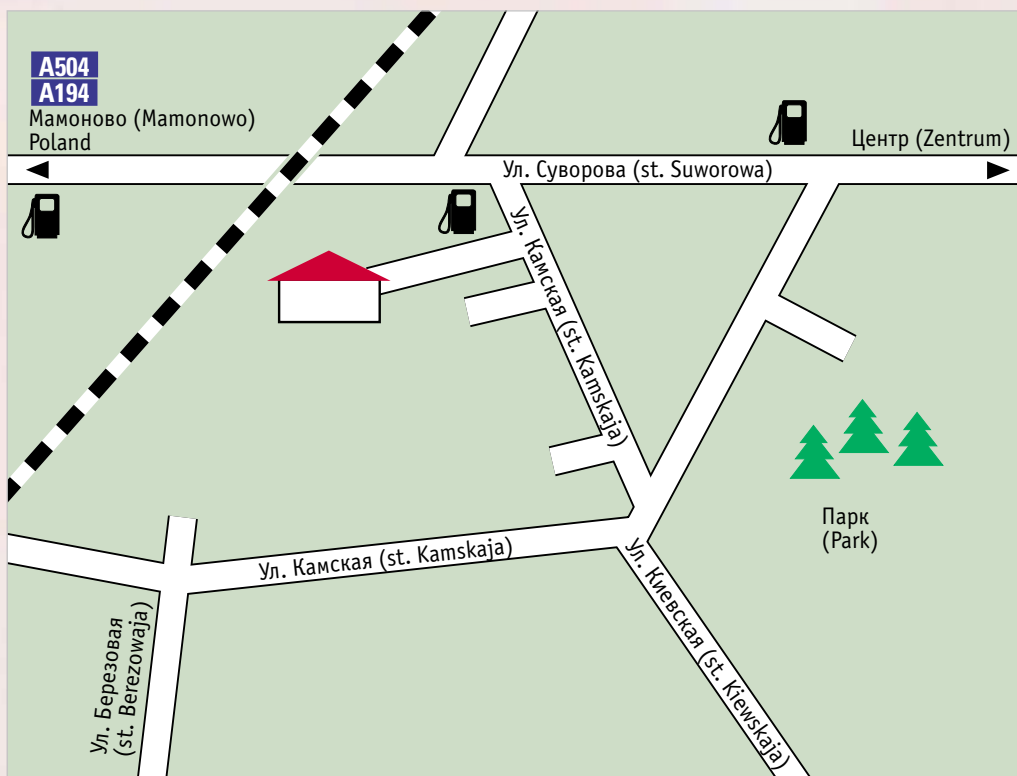 A504
A194
Мамоново (Mamonowo)
Poland
Центр (Zentrum)
Ул. Суворова (st. Suworowa)
Ул. Камская (st. Kamskaja)
Парк
(Park)
Ул. Камская (st. Kamskaja)
Ул. Киевская (st. Kiewskaja)
Ул. Березовая
(st. Berezowaja)